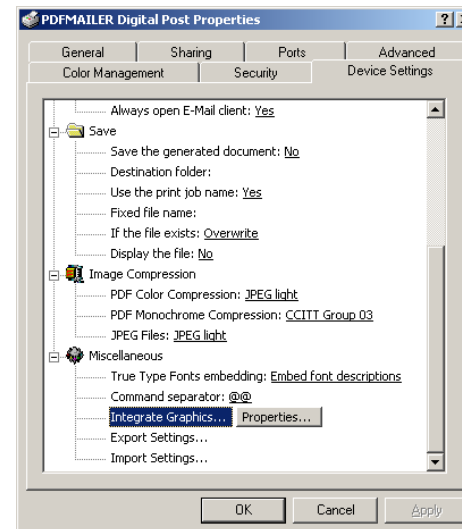 PDFMAILER Digital Post Properties
General Sharing Ports Advanced
Color Management Security Device Settings
Always open E-Mail client: Yes
Save
Save the generated document: No
Destination folder:
Use the print job name: Yes
Fixed file name:
If the file exists: Overwrite
Display the file: No
Image Compression
PDF Color Compression: JPEG light
PDF Monochrome Compression: CCITT Group 03
JPEG Files: JPEG light
Miscellaneous
True Type Fonts embedding: Embed font descriptions
Command separator: @@
Integrate Graphics... Properties...
Export Settings...
Import Settings...
OK Cancel Apply